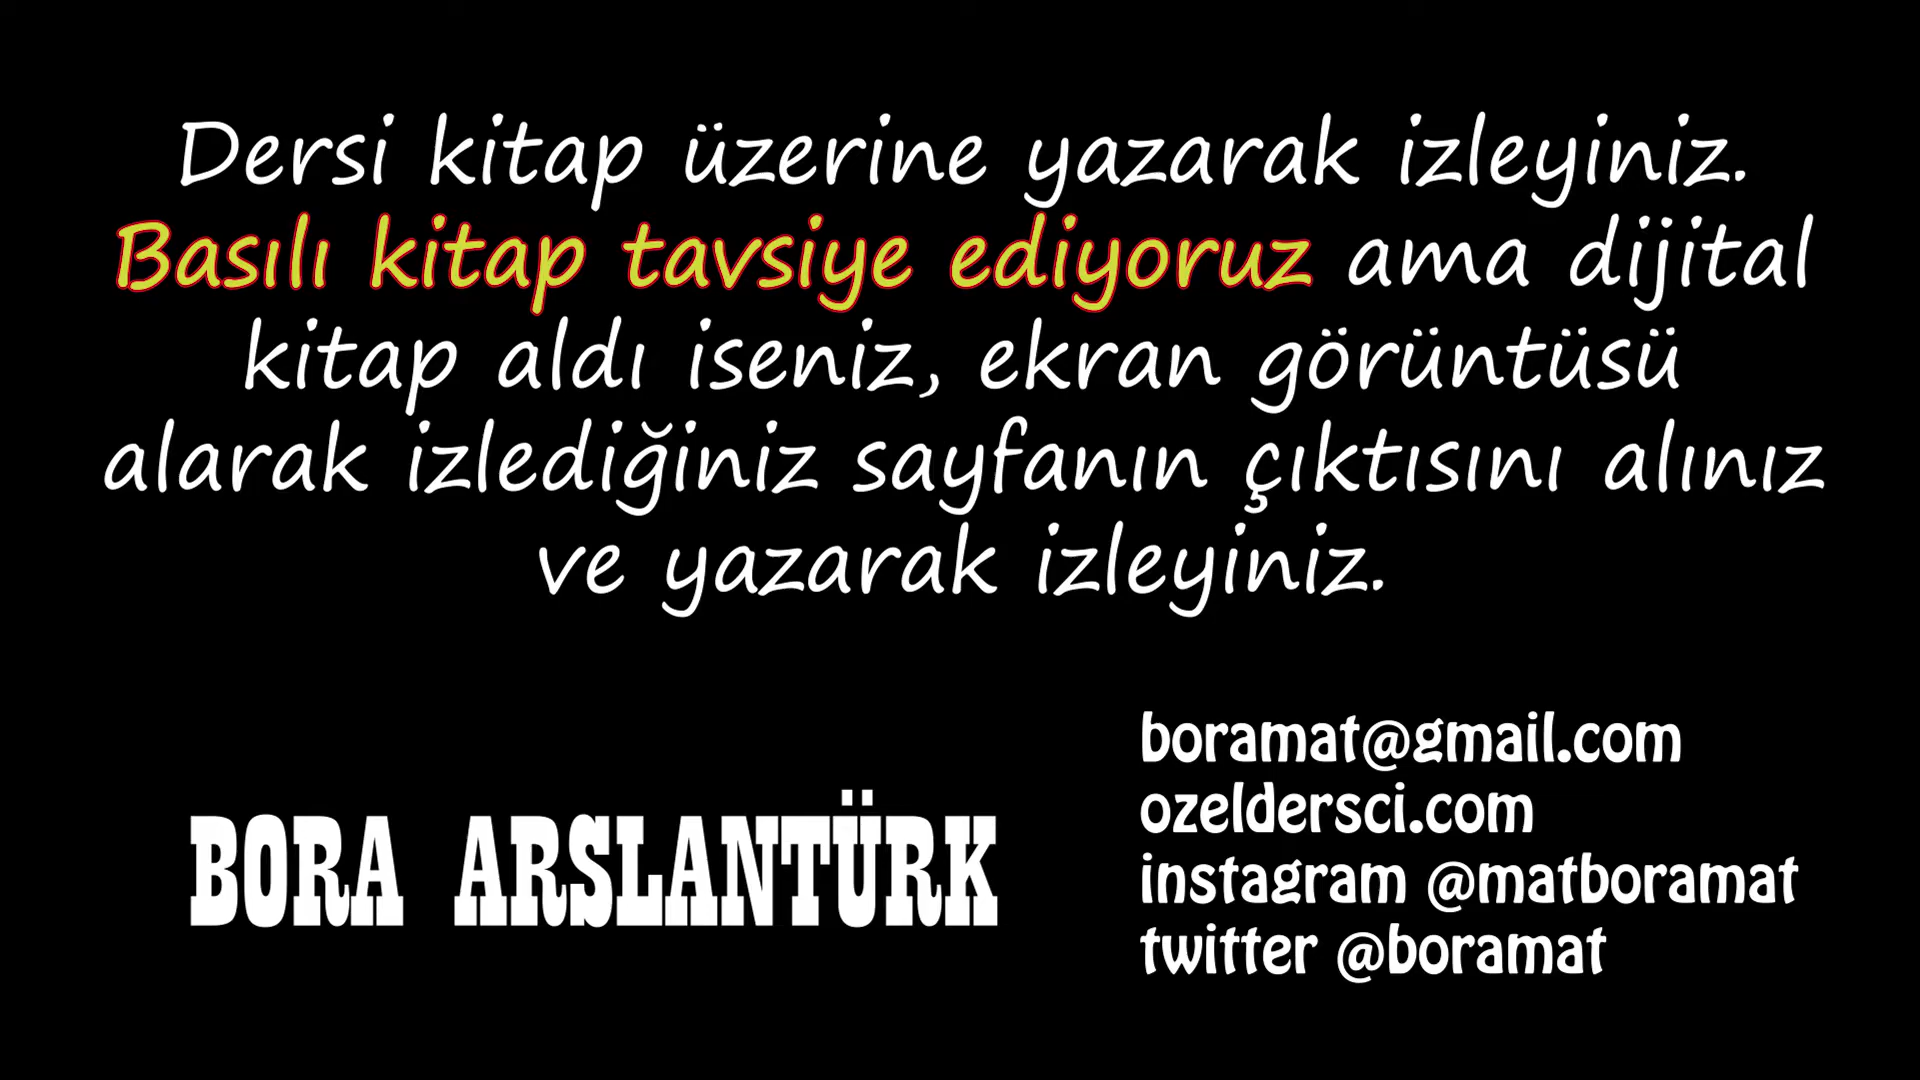 Dersi kitap üzerine yazarak izleyiniz.
Basılı kitap tavsiye ediyoruz ama dijital
kitap aldı iseniz, ekran görüntüsü
alarak izlediğiniz sayfanın çıktısını alınız
ve yazarak izleyiniz.
BORA ARSLANTÜRK
boramat@gmail.com
ozeldersci.com
instagram @matboramat
twitter @boramat